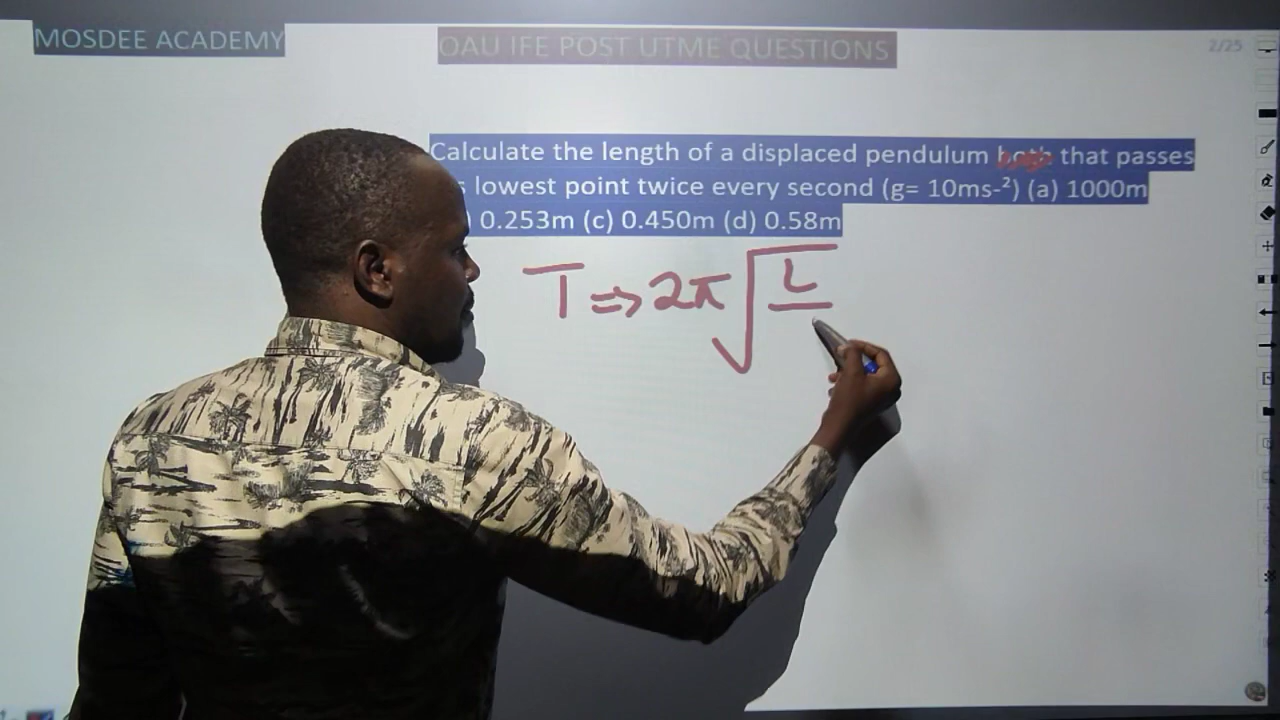 MOSDEE ACADEMY
OAU IFE POST UTME QUESTIONS
2/25
Calculate the length of a displaced pendulum both that passes
s lowest point twice every second (g= 10ms-²) (a) 1000m
) 0.253m (c) 0.450m (d) 0.58m
T => 2π√L